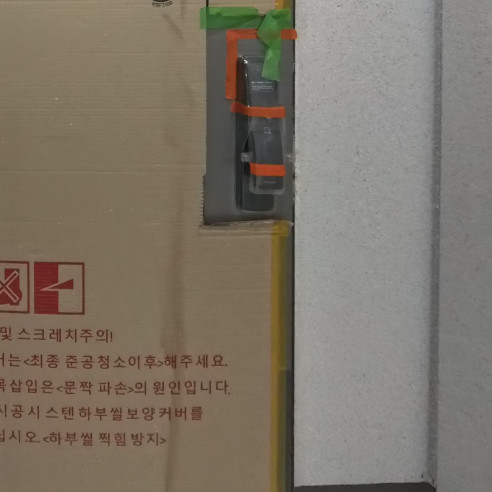 및 스크레치주의!
는<최종 준공청소이후>해주세요.
목삽입은<문짝 파손>의 원인입니다.
시공시 스텐 하부씰보양커버를
십시오.<하부씰 찍힘 방지>